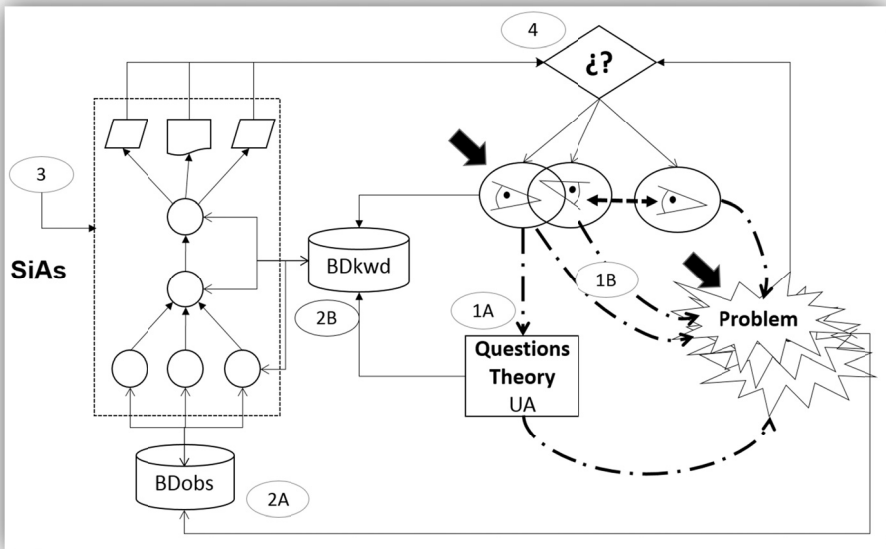 4
¿?
3
SiAs
BDkwd
2B
1A
1B
Problem
Questions
Theory
UA
BDobs
2A